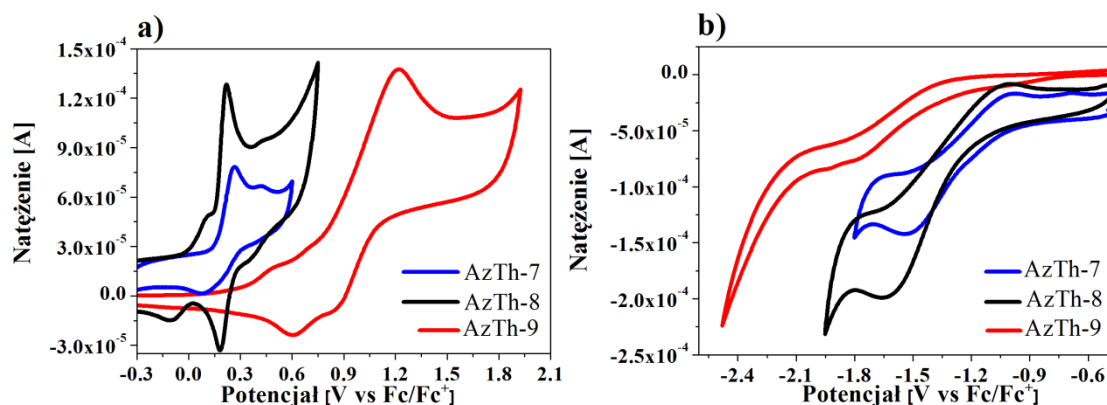 a)
1.5x10⁻⁴
1.2x10⁻⁴
9.0x10⁻⁵
6.0x10⁻⁵
3.0x10⁻⁵
0.0
-3.0x10⁻⁵
Natężenie [A]
AzTh-7
AzTh-8
AzTh-9
-0.3 0.0 0.3 0.6 0.9 1.2 1.5 1.8 2.1
Potencjał [V vs Fc/Fc⁺]
b)
0.0
-5.0x10⁻⁵
-1.0x10⁻⁴
-1.5x10⁻⁴
-2.0x10⁻⁴
-2.5x10⁻⁴
Natężenie [A]
AzTh-7
AzTh-8
AzTh-9
-2.4 -2.1 -1.8 -1.5 -1.2 -0.9 -0.6
Potencjał [V vs Fc/Fc⁺]